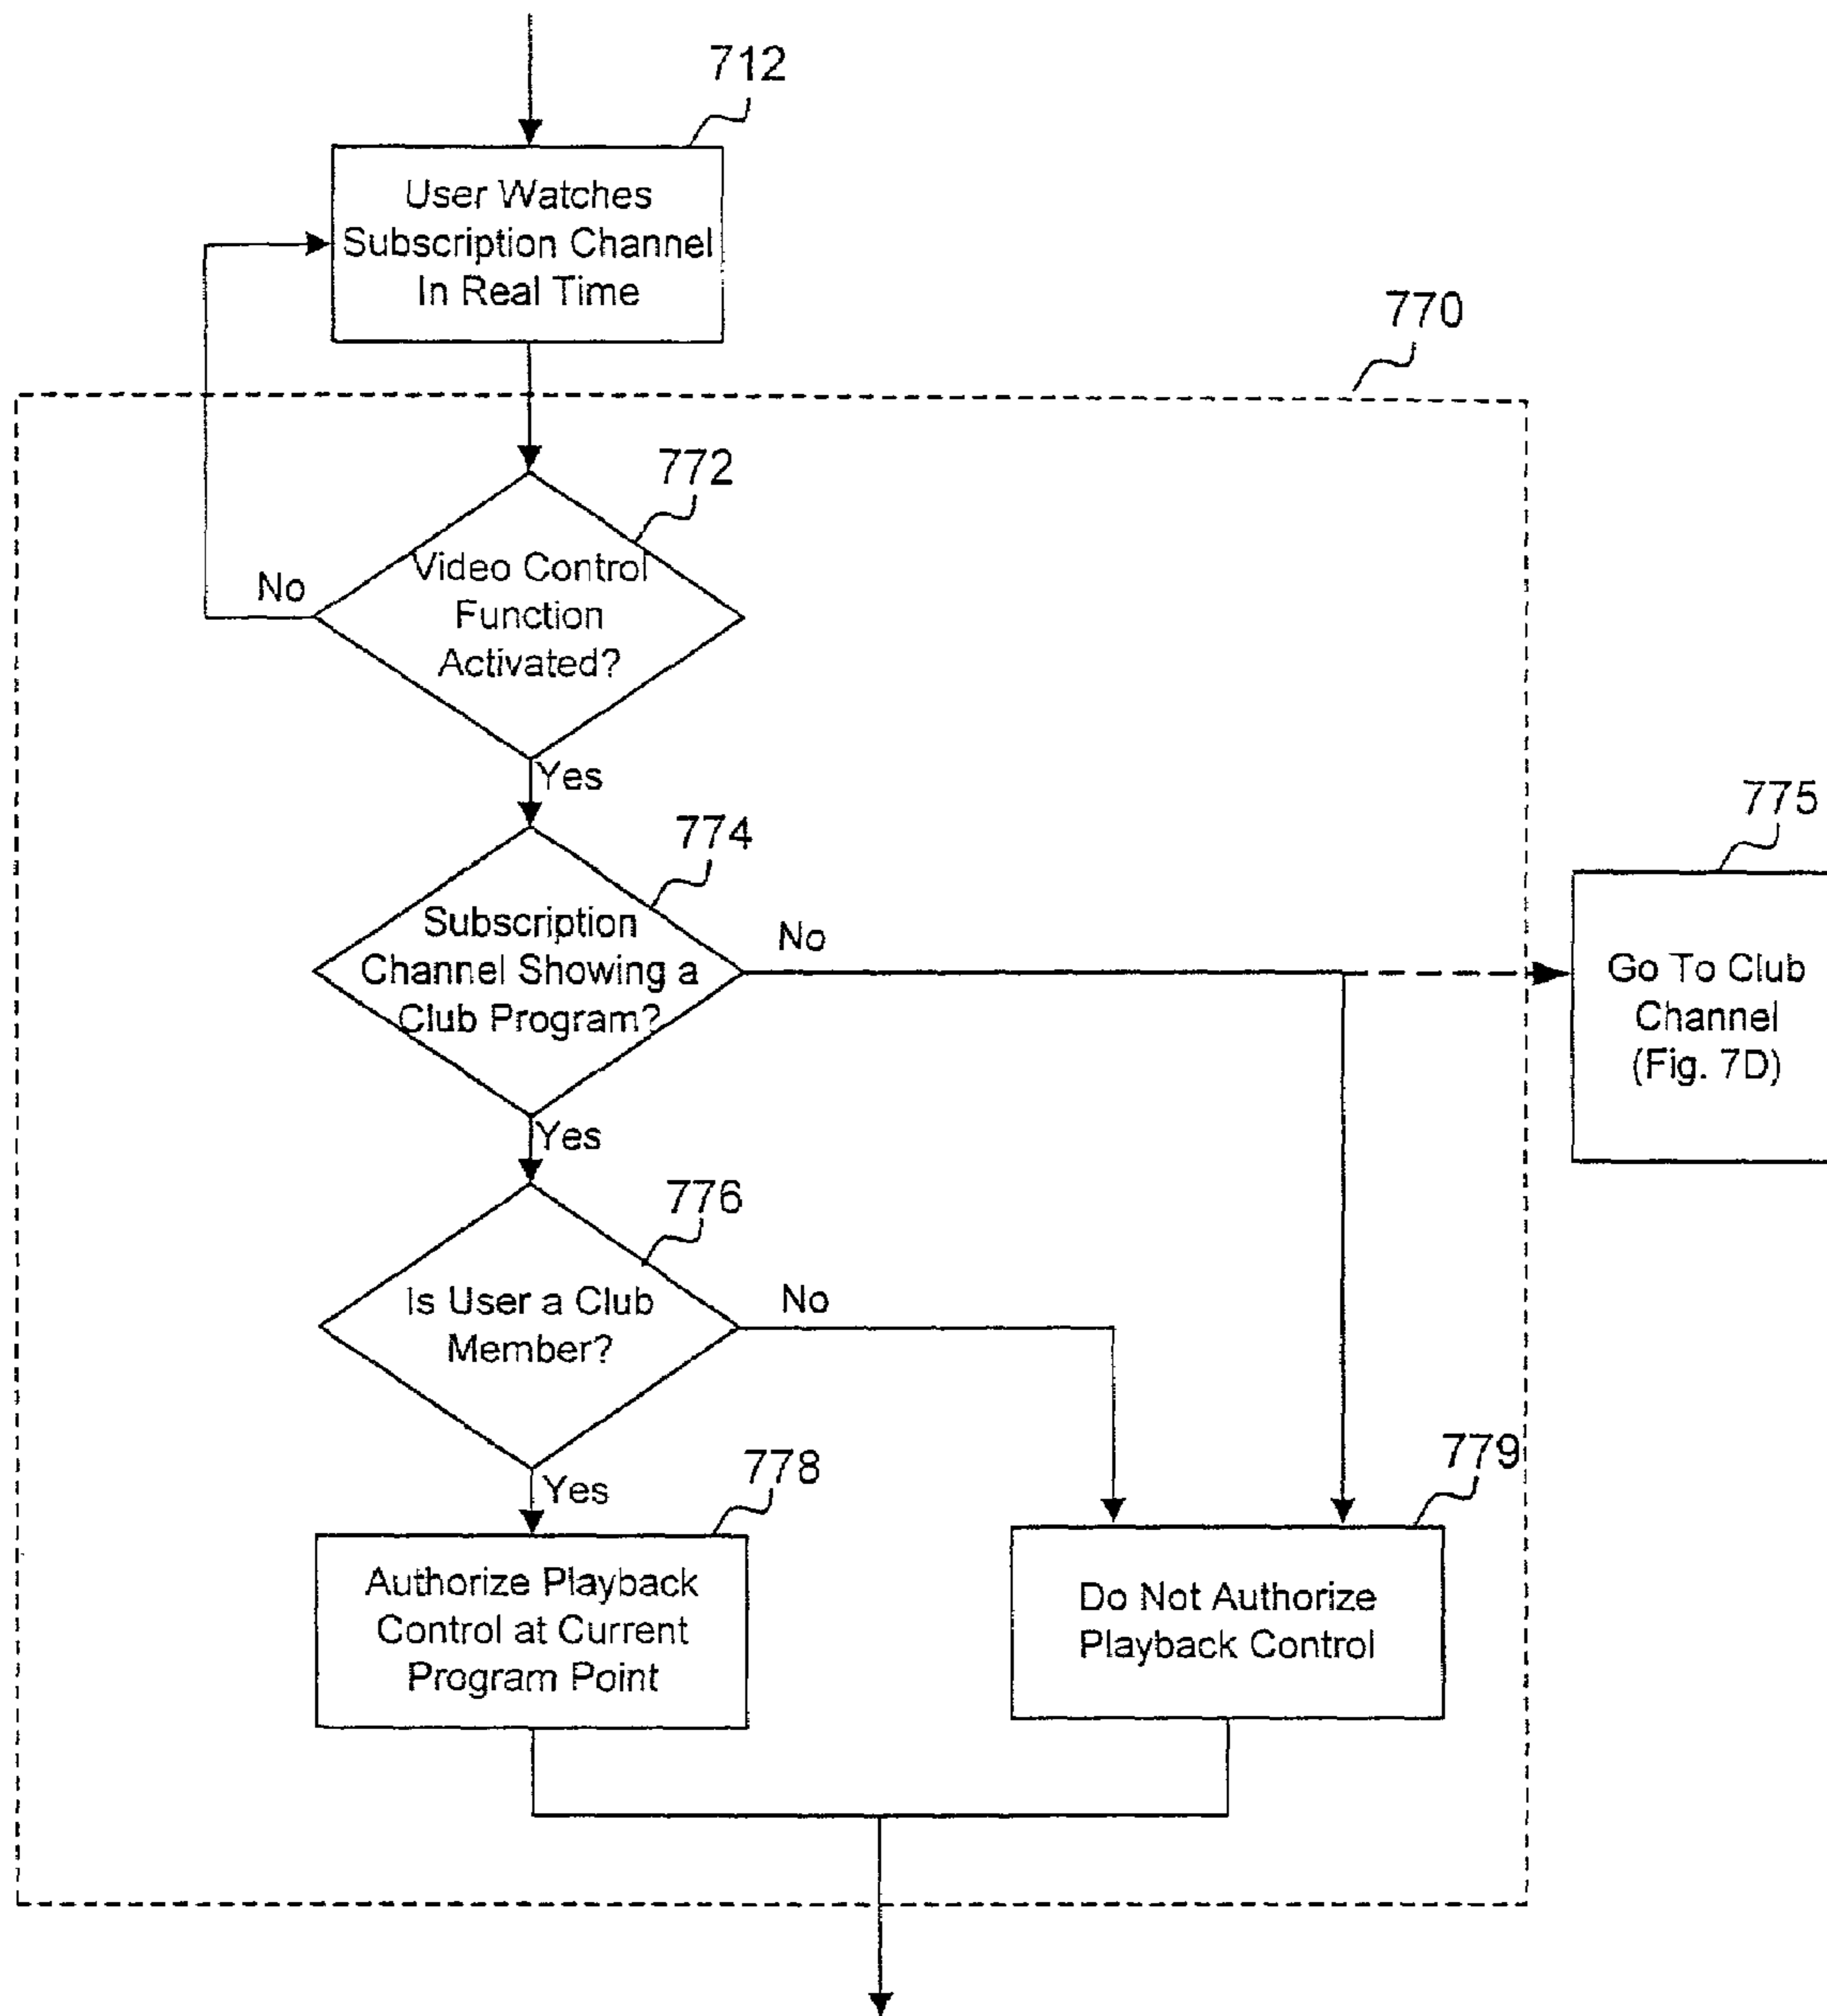 712
User Watches
Subscription Channel
In Real Time
770
772
Video Control
Function
Activated?
No
Yes
774
Subscription
Channel Showing a
Club Program?
No
775
Go To Club
Channel
(Fig. 7D)
Yes
776
Is User a Club
Member?
No
Yes
778
Authorize Playback
Control at Current
Program Point
779
Do Not Authorize
Playback Control